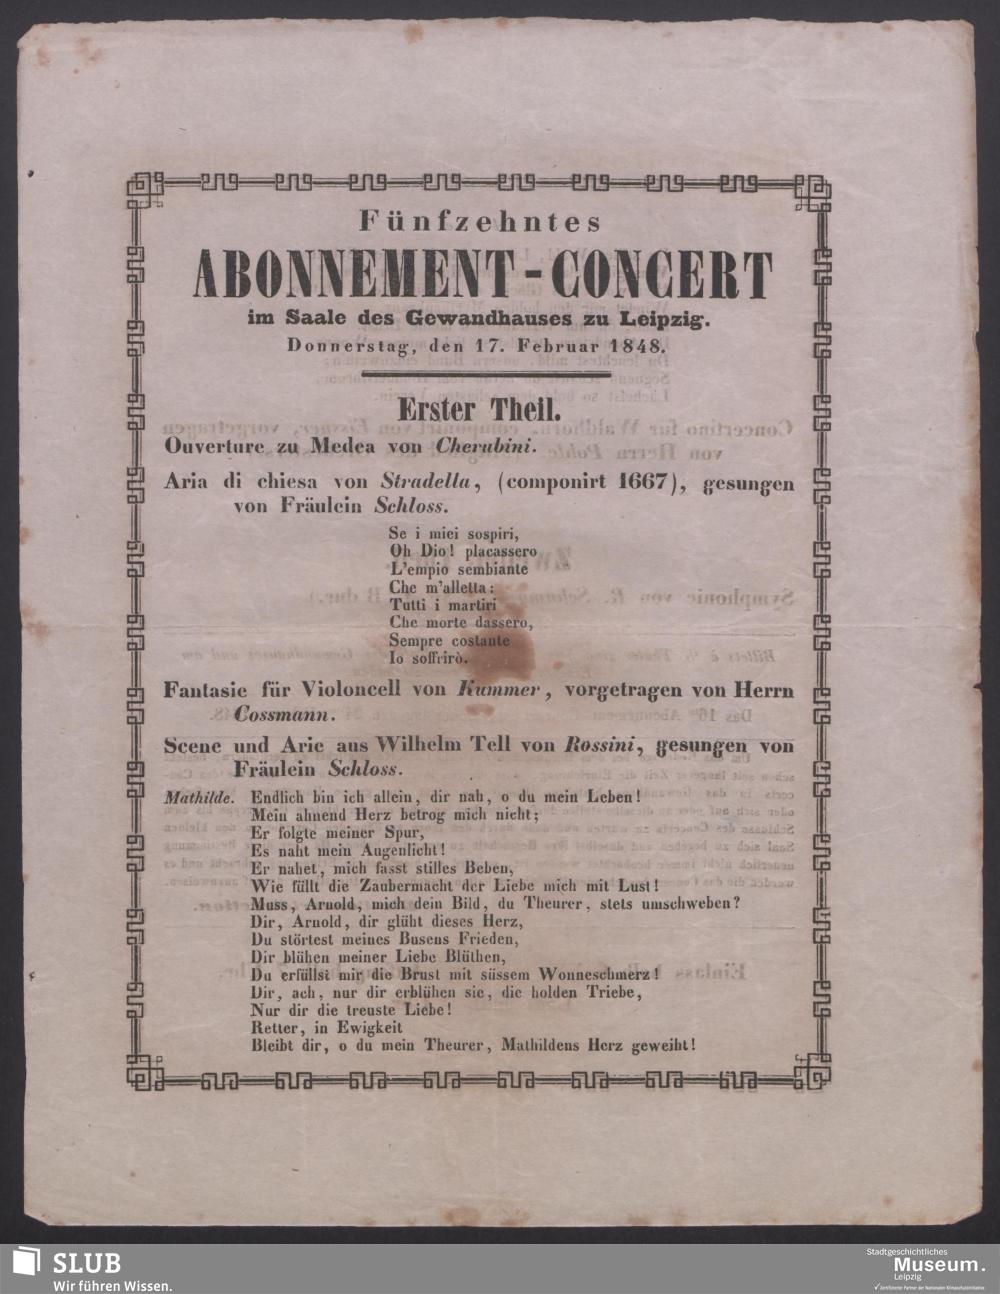 Fünfzehntes
ABONNEMENT-CONCERT
im Saale des Gewandhauses zu Leipzig.
Donnerstag, den 17. Februar 1848.
Erster Theil.
Ouverture zu Medea von Cherubini.
Aria di chiesa von Stradella, (componirt 1667), gesungen
von Fräulein Schloss.
Se i miei sospiri,
Oh Dio! placassero
L'empio sembiante
Che m'alletta:
Tutti i martiri
Che morte dassero,
Sempre costante
Io soffrirò.
Fantasie für Violoncell von Kummer, vorgetragen von Herrn
Cossmann.
Scene und Arie aus Wilhelm Tell von Rossini, gesungen von
Fräulein Schloss.
Mathilde. Endlich bin ich allein, dir nah, o du mein Leben!
Mein ahnend Herz betrog mich nicht;
Er folgte meiner Spur,
Es naht mein Augenlicht!
Er nahet, mich fasst stilles Beben,
Wie füllt die Zaubermacht der Liebe mich mit Lust!
Muss, Arnold, mich dein Bild, du Theurer, stets umschweben?
Dir, Arnold, dir glüht dieses Herz,
Du störtest meines Busens Frieden,
Dir blühen meiner Liebe Blüthen,
Du erfüllst mir die Brust mit süssem Wonneschmerz!
Dir, ach, nur dir erblühen sie, die holden Triebe,
Nur dir die treuste Liebe!
Retter, in Ewigkeit
Bleibt dir, o du mein Theurer, Mathildens Herz geweiht!
SLUB
Wir führen Wissen.
Stadtgeschichtliches
Museum.
Leipzig
Zertifizierter Partner der Nationalen Klimaschutzinitiative